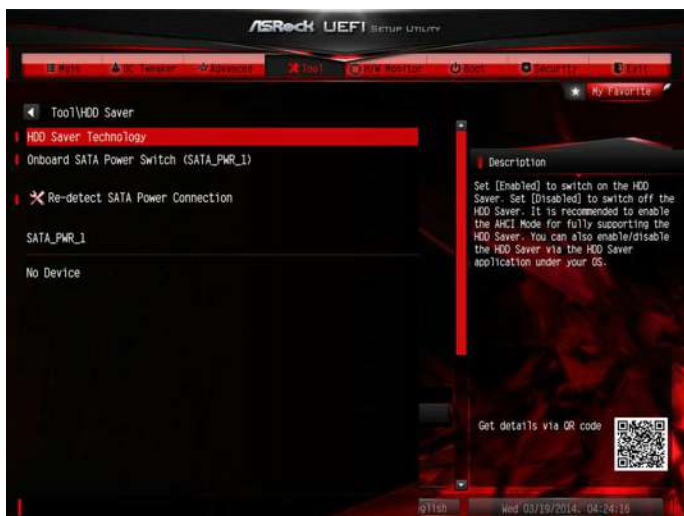 ASRock UEFI SETUP UTILITY
Main OC Tweaker Advanced Tool H/W Monitor Boot Security Exit
My Favorite
Tool\HDD Saver
HDD Saver Technology
Onboard SATA Power Switch (SATA_PWR_1)
Re-detect SATA Power Connection
SATA_PWR_1
No Device
Description
Set [Enabled] to switch on the HDD
Saver. Set [Disabled] to switch off the
HDD Saver. It is recommended to enable
the AHCI Mode for fully supporting the
HDD Saver. You can also enable/disable
the HDD Saver via the HDD Saver
application under your OS.
Get details via QR code
glish
Wed 03/19/2014, 04:24:16